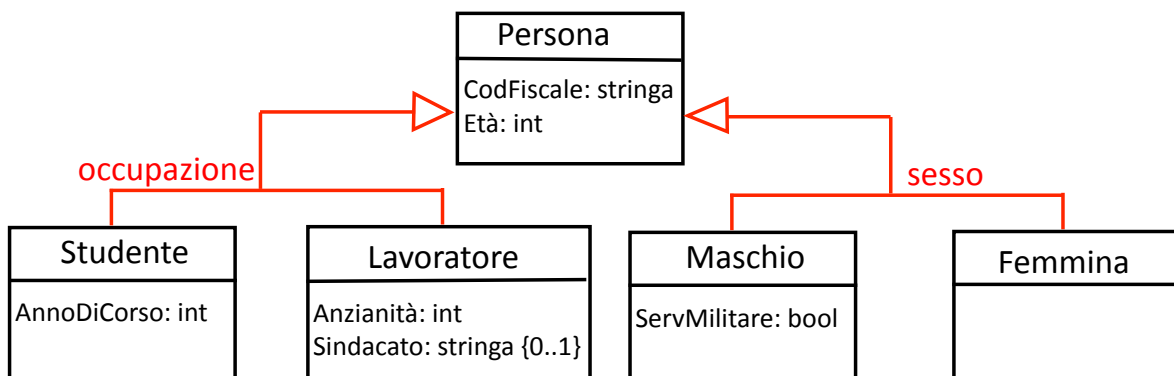 Persona
CodFiscale: stringa
Età: int
occupazione
sesso
Studente
AnnoDiCorso: int
Lavoratore
Anzianità: int
Sindacato: stringa {0..1}
Maschio
ServMilitare: bool
Femmina